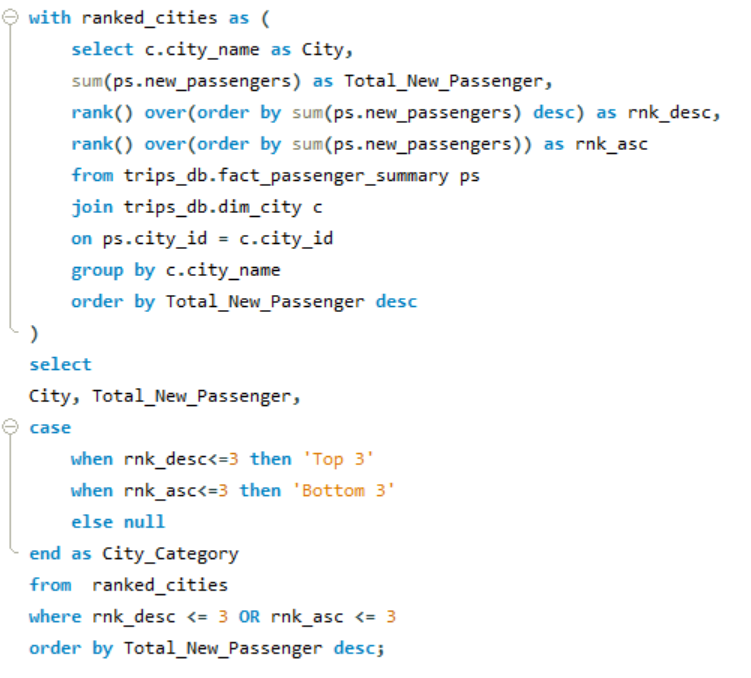 with ranked_cities as (
select c.city_name as City,
sum(ps.new_passengers) as Total_New_Passenger,
rank() over(order by sum(ps.new_passengers) desc) as rnk_desc,
rank() over(order by sum(ps.new_passengers)) as rnk_asc
from trips_db.fact_passenger_summary ps
join trips_db.dim_city c
on ps.city_id = c.city_id
group by c.city_name
order by Total_New_Passenger desc
)
select
City, Total_New_Passenger,
case
when rnk_desc<=3 then 'Top 3'
when rnk_asc<=3 then 'Bottom 3'
else null
end as City_Category
from  ranked_cities
where rnk_desc <= 3 OR rnk_asc <= 3
order by Total_New_Passenger desc;